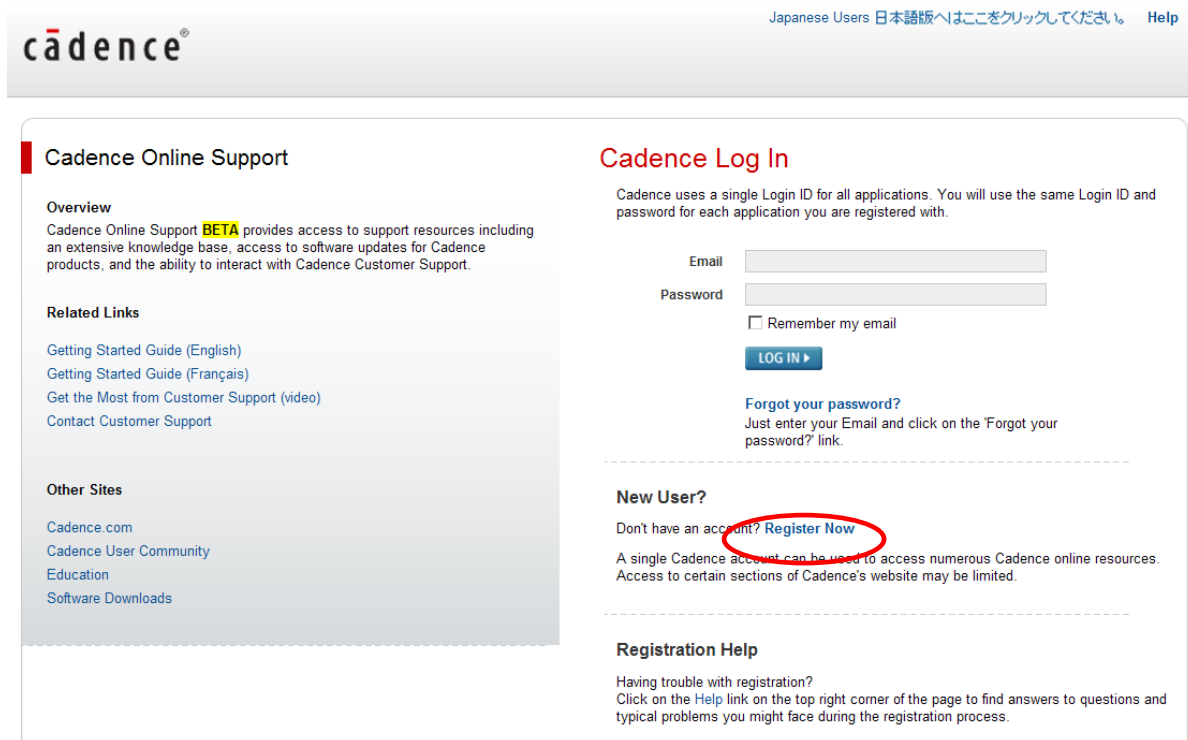 Japanese Users 日本語版へはここをクリックしてください。 Help
cādence®
Cadence Online Support
Overview
Cadence Online Support BETA provides access to support resources including
an extensive knowledge base, access to software updates for Cadence
products, and the ability to interact with Cadence Customer Support.
Related Links
Getting Started Guide (English)
Getting Started Guide (Français)
Get the Most from Customer Support (video)
Contact Customer Support
Other Sites
Cadence.com
Cadence User Community
Education
Software Downloads
Cadence Log In
Cadence uses a single Login ID for all applications. You will use the same Login ID and
password for each application you are registered with.
Email
Password
Remember my email
LOG IN
Forgot your password?
Just enter your Email and click on the 'Forgot your
password?' link.
New User?
Don't have an account? Register Now
A single Cadence account can be used to access numerous Cadence online resources.
Access to certain sections of Cadence's website may be limited.
Registration Help
Having trouble with registration?
Click on the Help link on the top right corner of the page to find answers to questions and
typical problems you might face during the registration process.